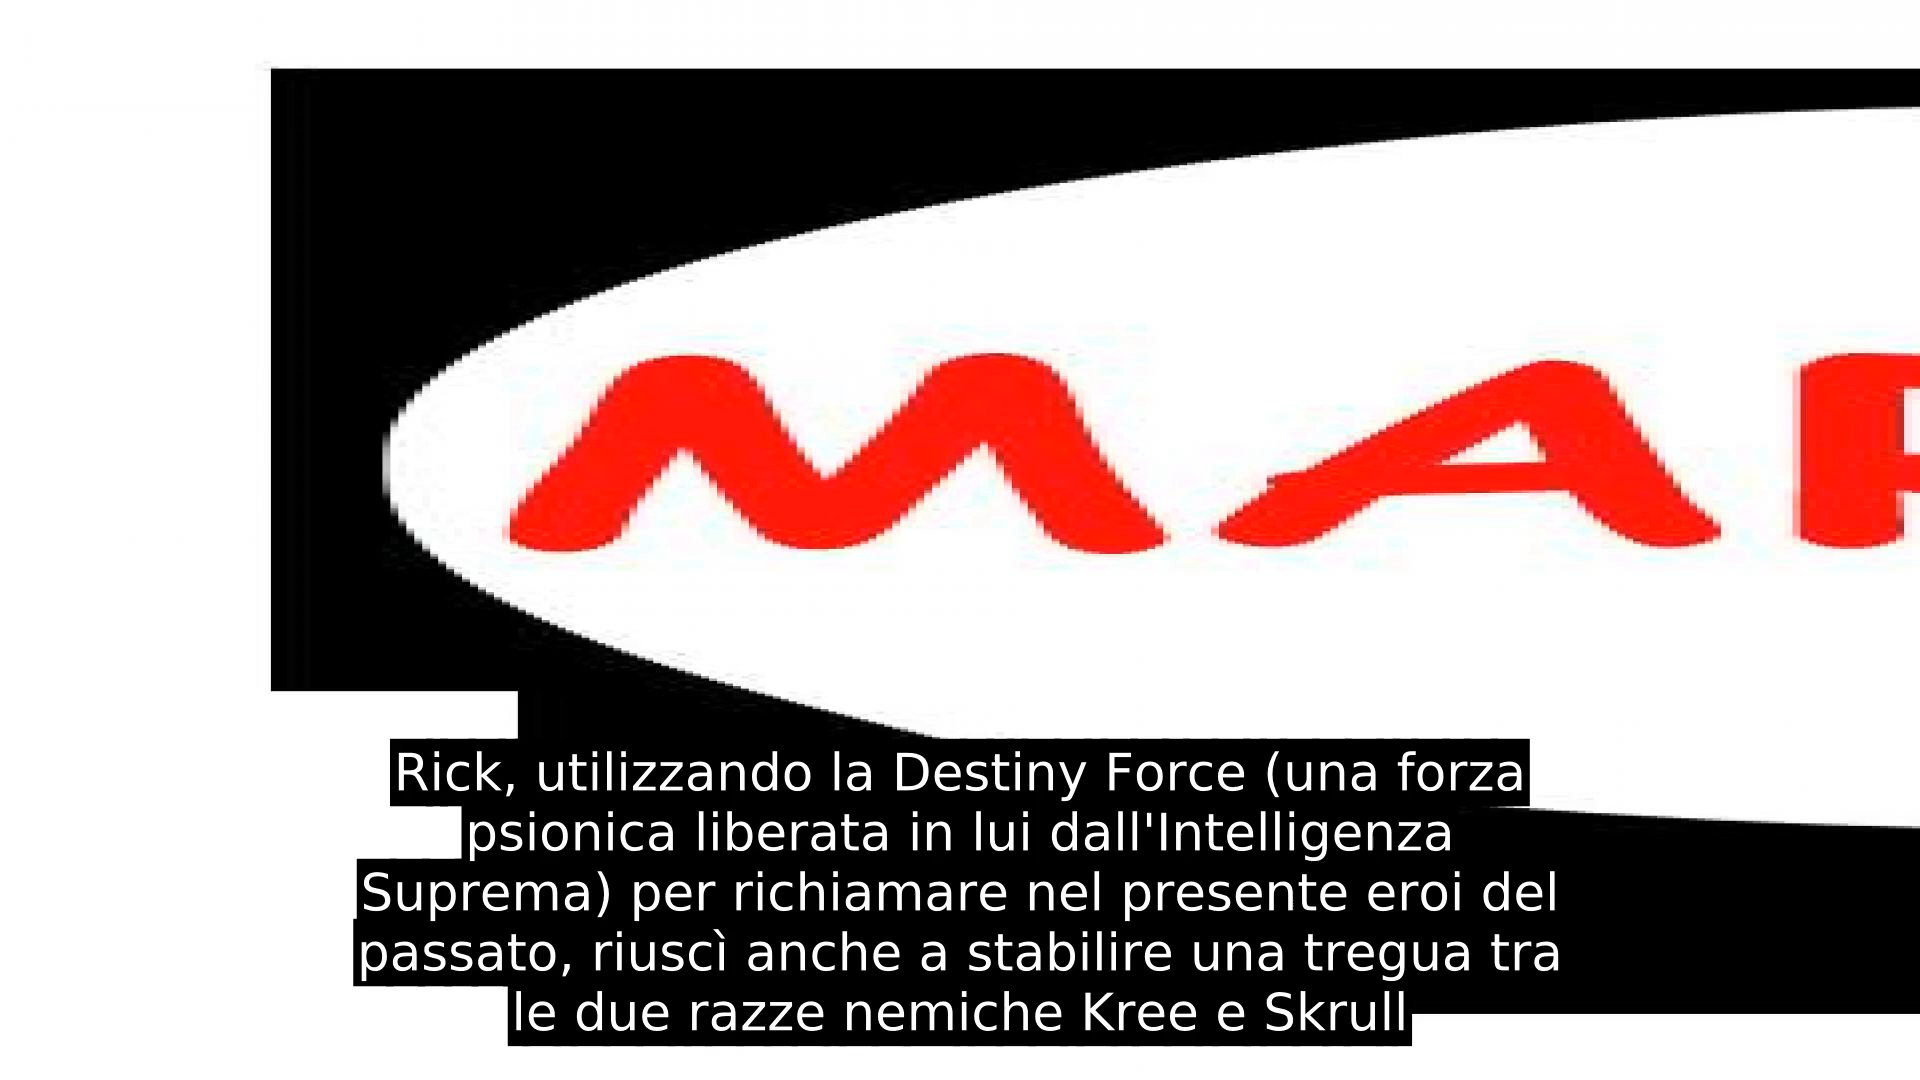 MAR
Rick, utilizzando la Destiny Force (una forza
psionica liberata in lui dall'Intelligenza
Suprema) per richiamare nel presente eroi del
passato, riuscì anche a stabilire una tregua tra
le due razze nemiche Kree e Skrull